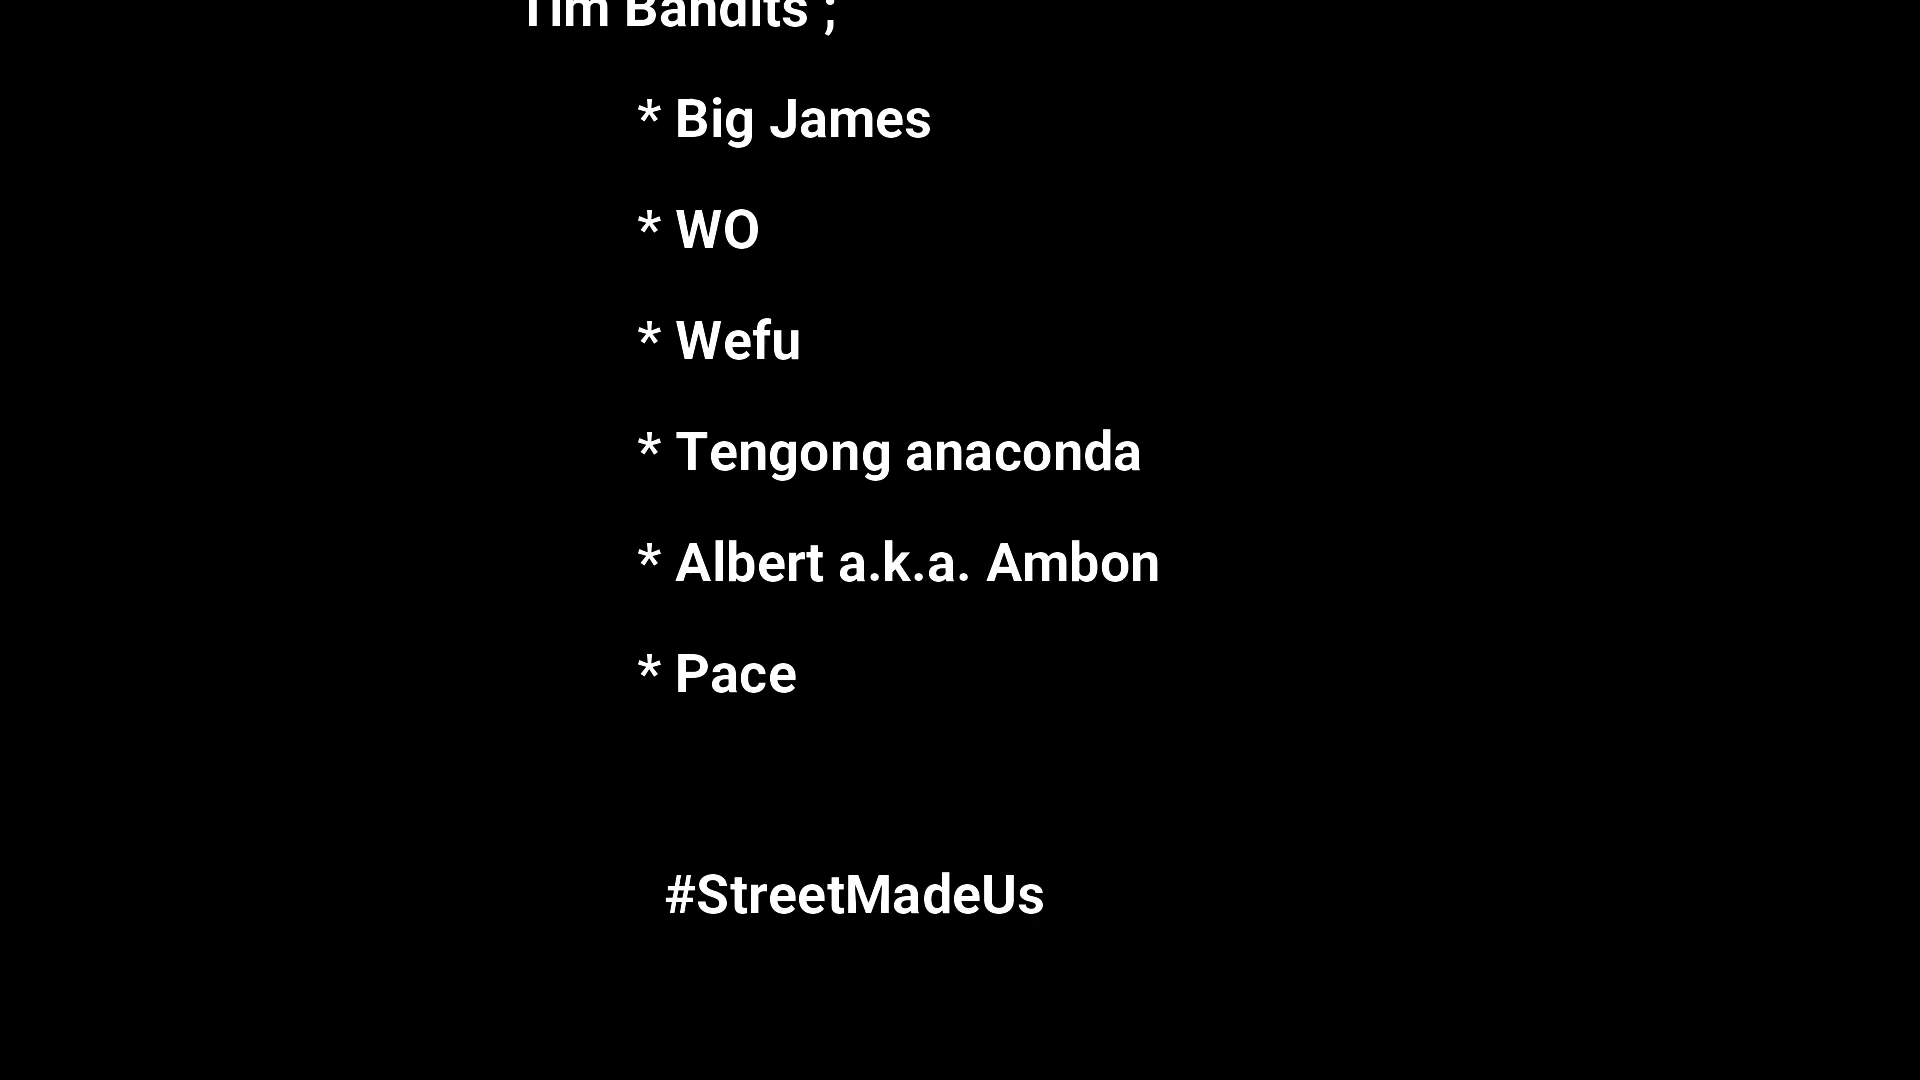 Tim Bandits ;
* Big James
* WO
* Wefu
* Tengong anaconda
* Albert a.k.a. Ambon
* Pace
#StreetMadeUs